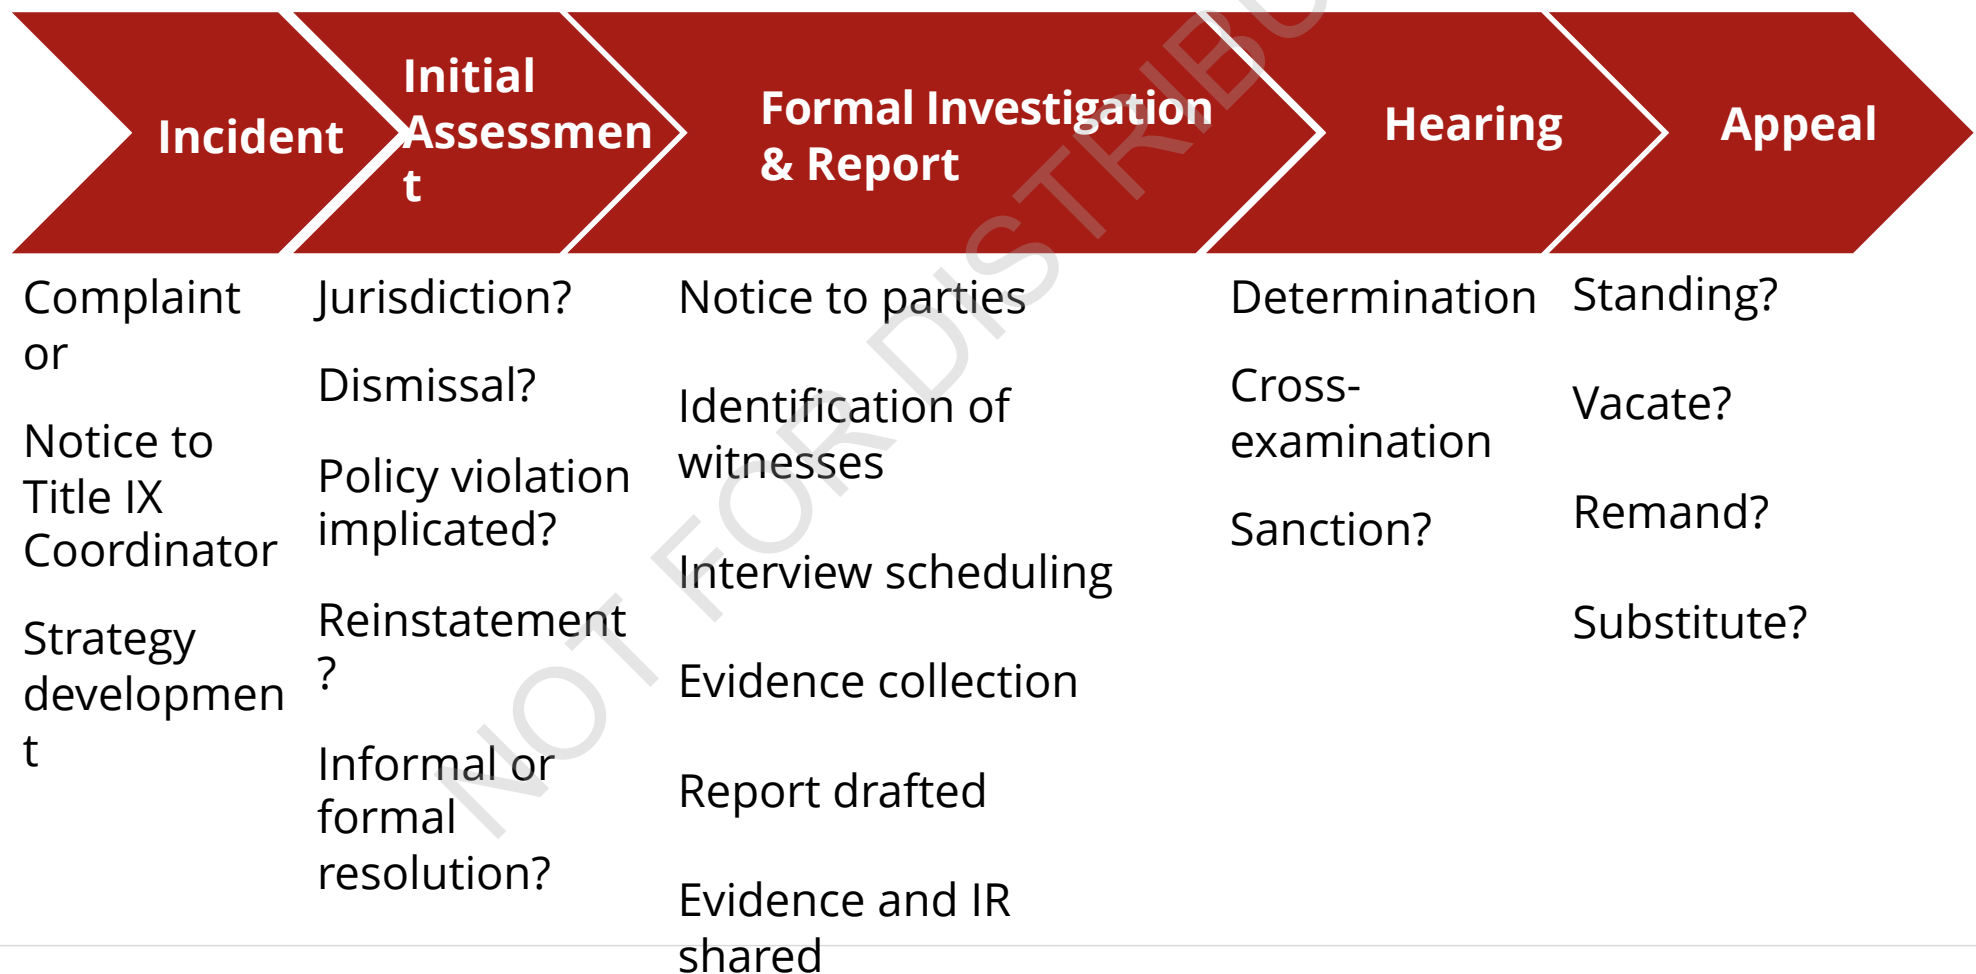 Incident
Initial
Assessmen
t
Formal Investigation
& Report
Hearing
Appeal
Complaint
or
Notice to
Title IX
Coordinator
Strategy
developmen
t
Jurisdiction?
Dismissal?
Policy violation
implicated?
Reinstatement
?
Informal or
formal
resolution?
Notice to parties
Identification of
witnesses
Interview scheduling
Evidence collection
Report drafted
Evidence and IR
shared
Determination
Cross-
examination
Sanction?
Standing?
Vacate?
Remand?
Substitute?
NOT FOR DISTRIBU